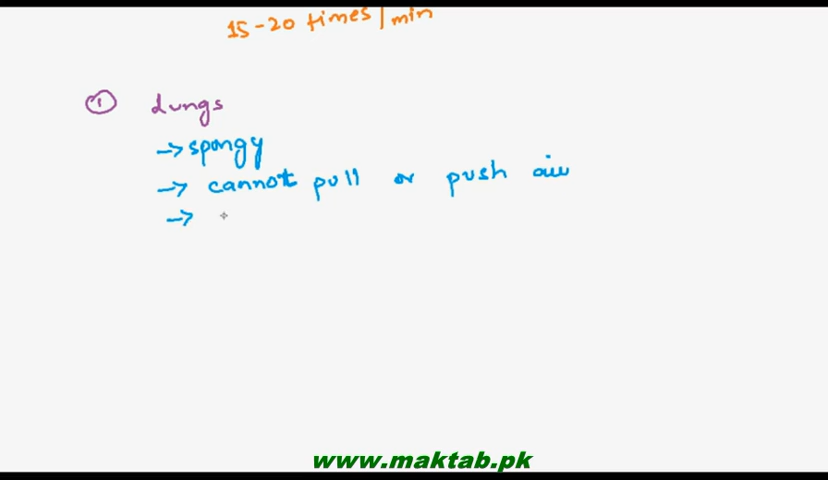 15-20 times/min
① Lungs
→ spongy
→ cannot pull or push air
→
www.maktab.pk